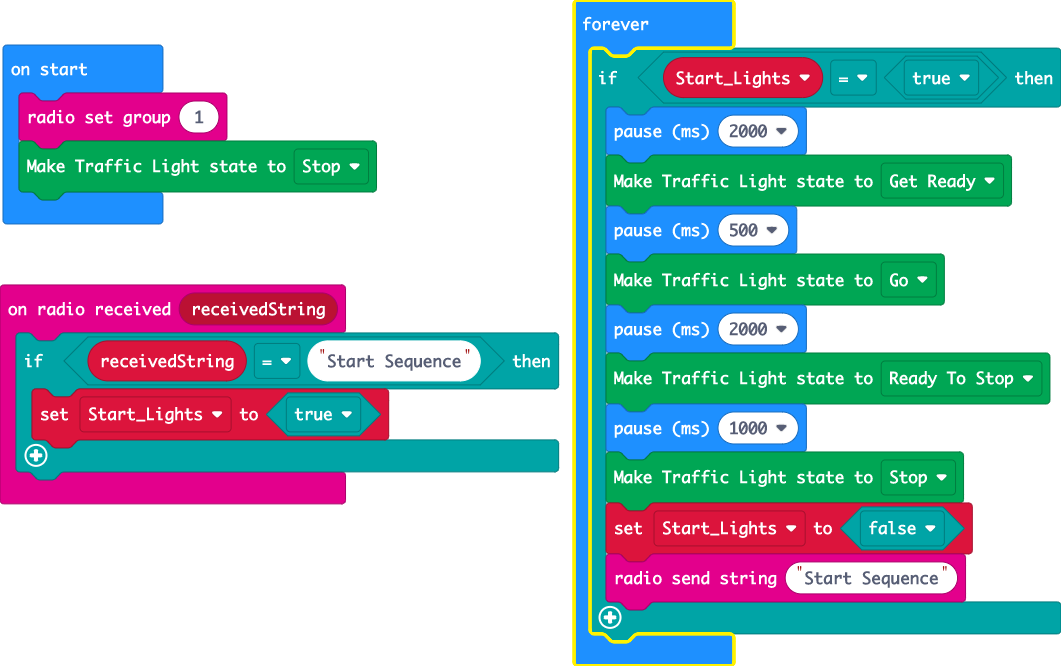 on start
radio set group 1
Make Traffic Light state to Stop
on radio received receivedString
if receivedString = "Start Sequence" then
set Start_Lights to true
forever
if Start_Lights = true then
pause (ms) 2000
Make Traffic Light state to Get Ready
pause (ms) 500
Make Traffic Light state to Go
pause (ms) 2000
Make Traffic Light state to Ready To Stop
pause (ms) 1000
Make Traffic Light state to Stop
set Start_Lights to false
radio send string "Start Sequence"